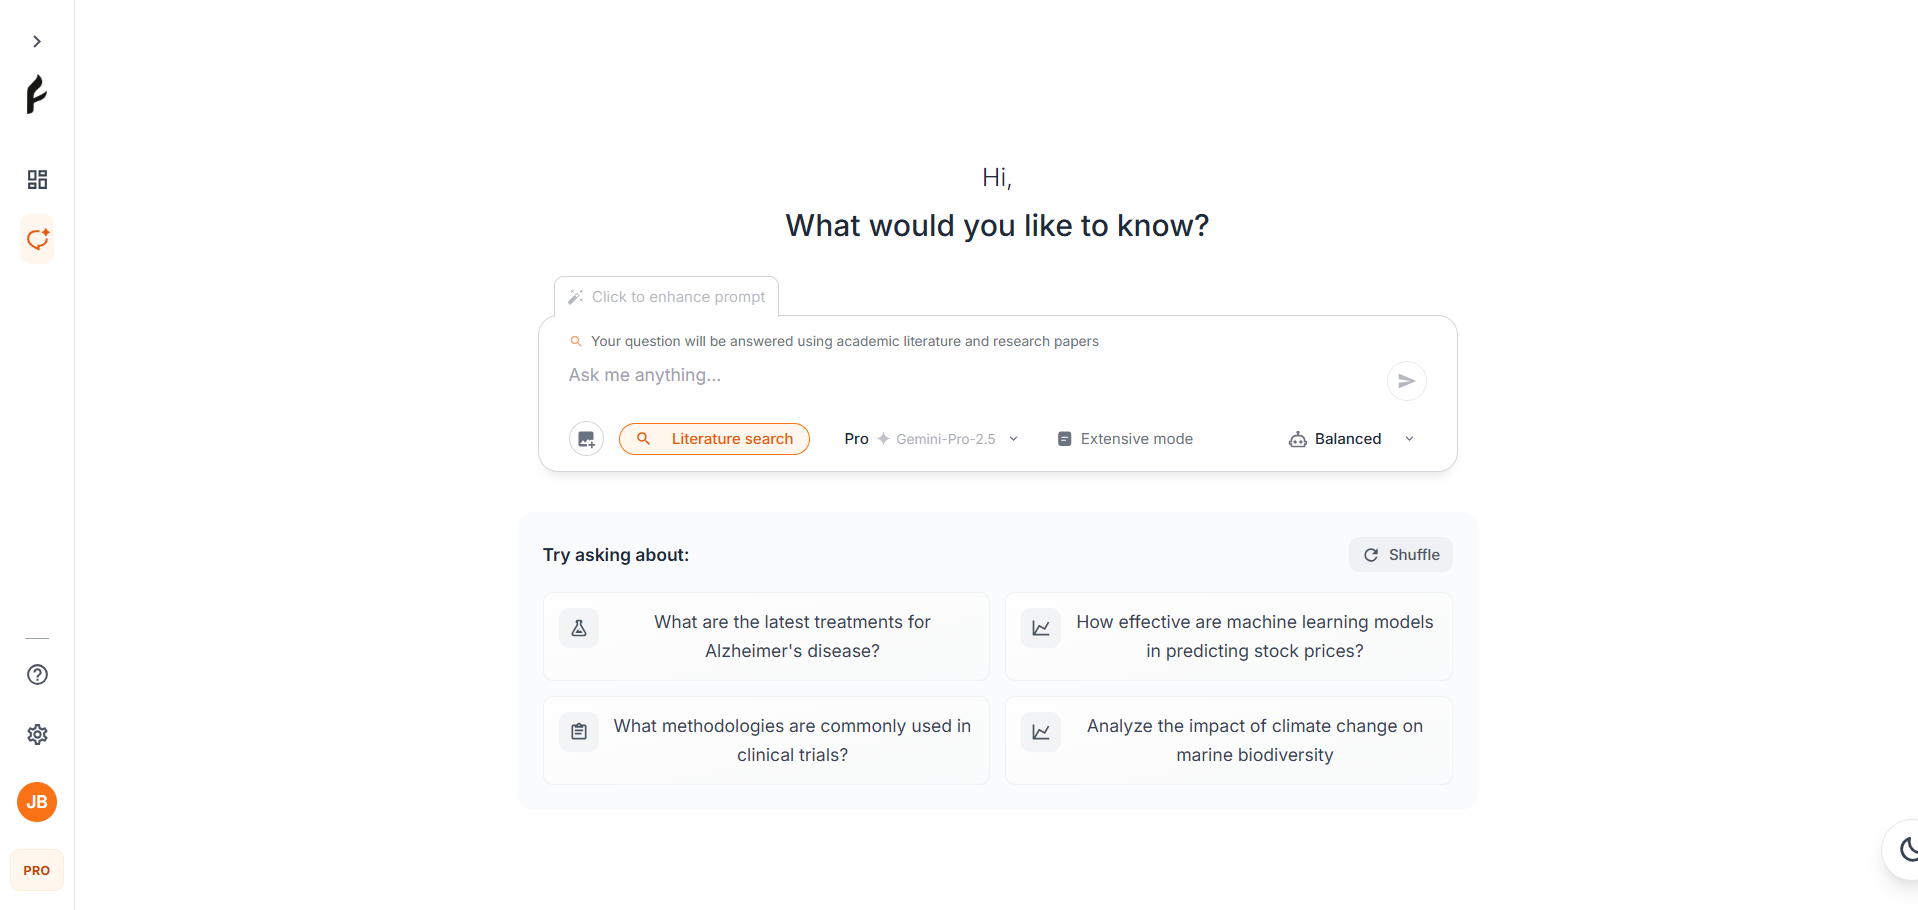 Hi,
What would you like to know?
Click to enhance prompt
Your question will be answered using academic literature and research papers
Ask me anything...
Literature search
Pro Gemini-Pro-2.5
Extensive mode
Balanced
Try asking about:
Shuffle
What are the latest treatments for
Alzheimer's disease?
How effective are machine learning models
in predicting stock prices?
What methodologies are commonly used in
clinical trials?
Analyze the impact of climate change on
marine biodiversity
JB
PRO